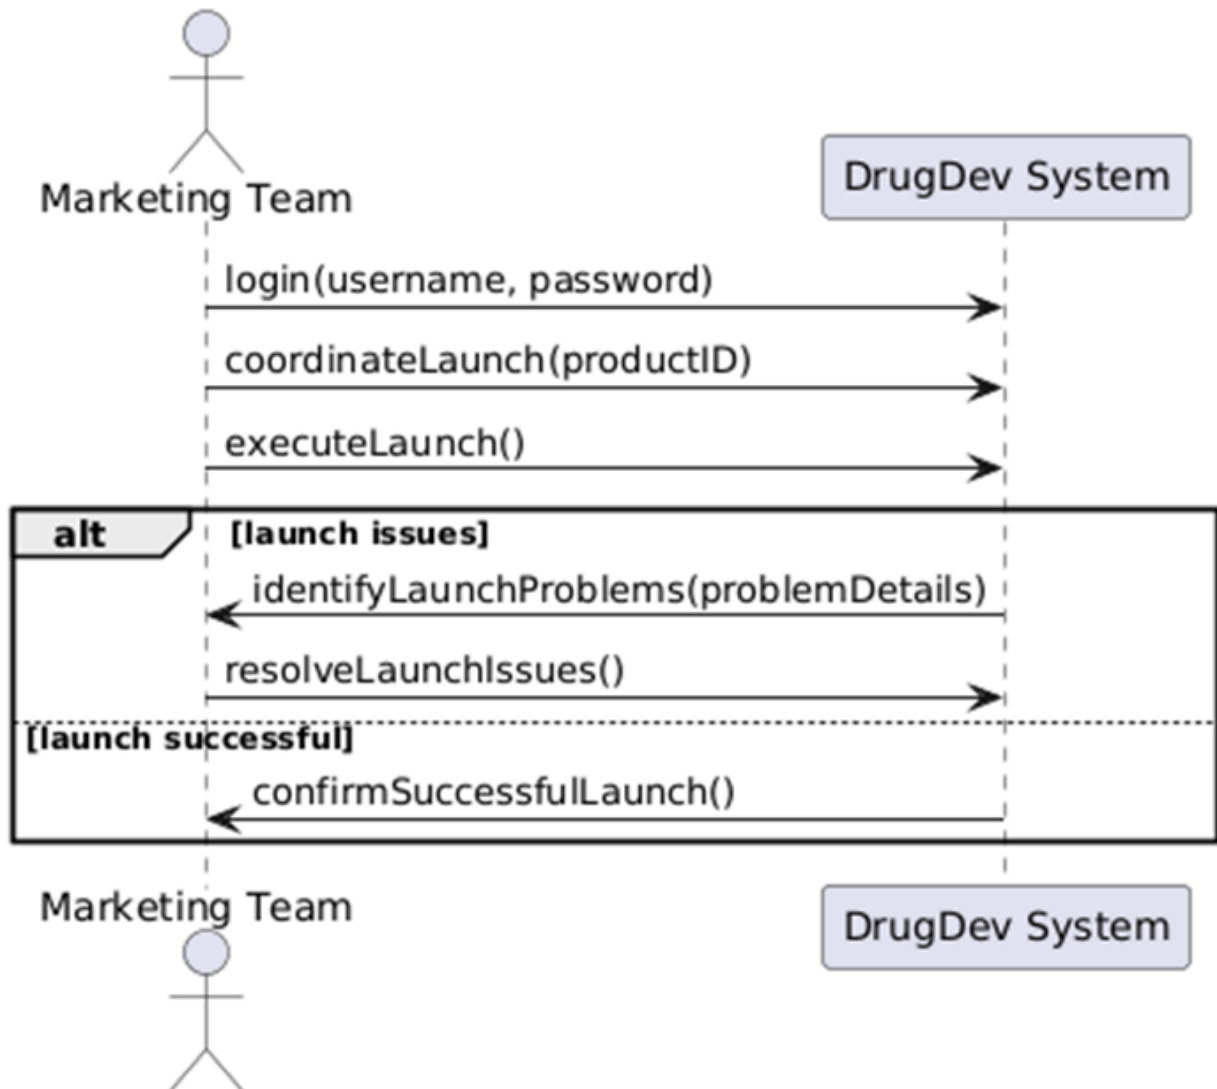 Marketing Team
DrugDev System
login(username, password)
coordinateLaunch(productID)
executeLaunch()
alt [launch issues]
identifyLaunchProblems(problemDetails)
resolveLaunchIssues()
[launch successful]
confirmSuccessfulLaunch()
Marketing Team
DrugDev System